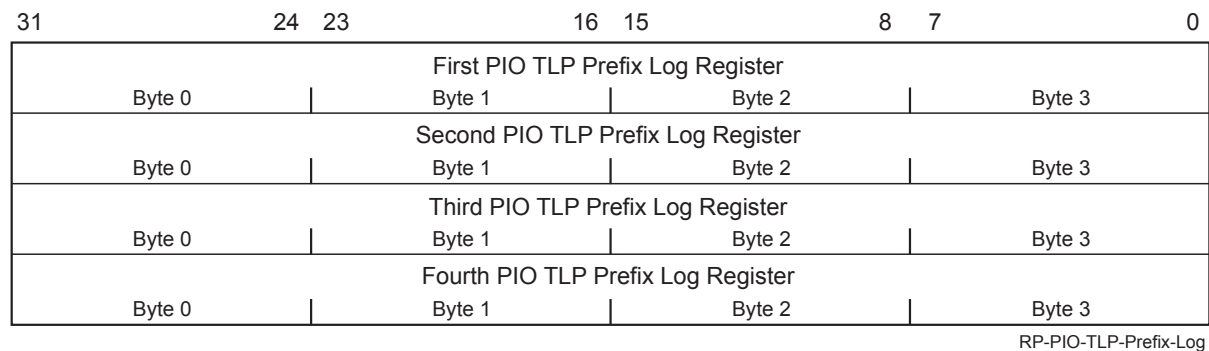 31 24 23 16 15 8 7 0
First PIO TLP Prefix Log Register
Byte 0 Byte 1 Byte 2 Byte 3
Second PIO TLP Prefix Log Register
Byte 0 Byte 1 Byte 2 Byte 3
Third PIO TLP Prefix Log Register
Byte 0 Byte 1 Byte 2 Byte 3
Fourth PIO TLP Prefix Log Register
Byte 0 Byte 1 Byte 2 Byte 3
RP-PIO-TLP-Prefix-Log